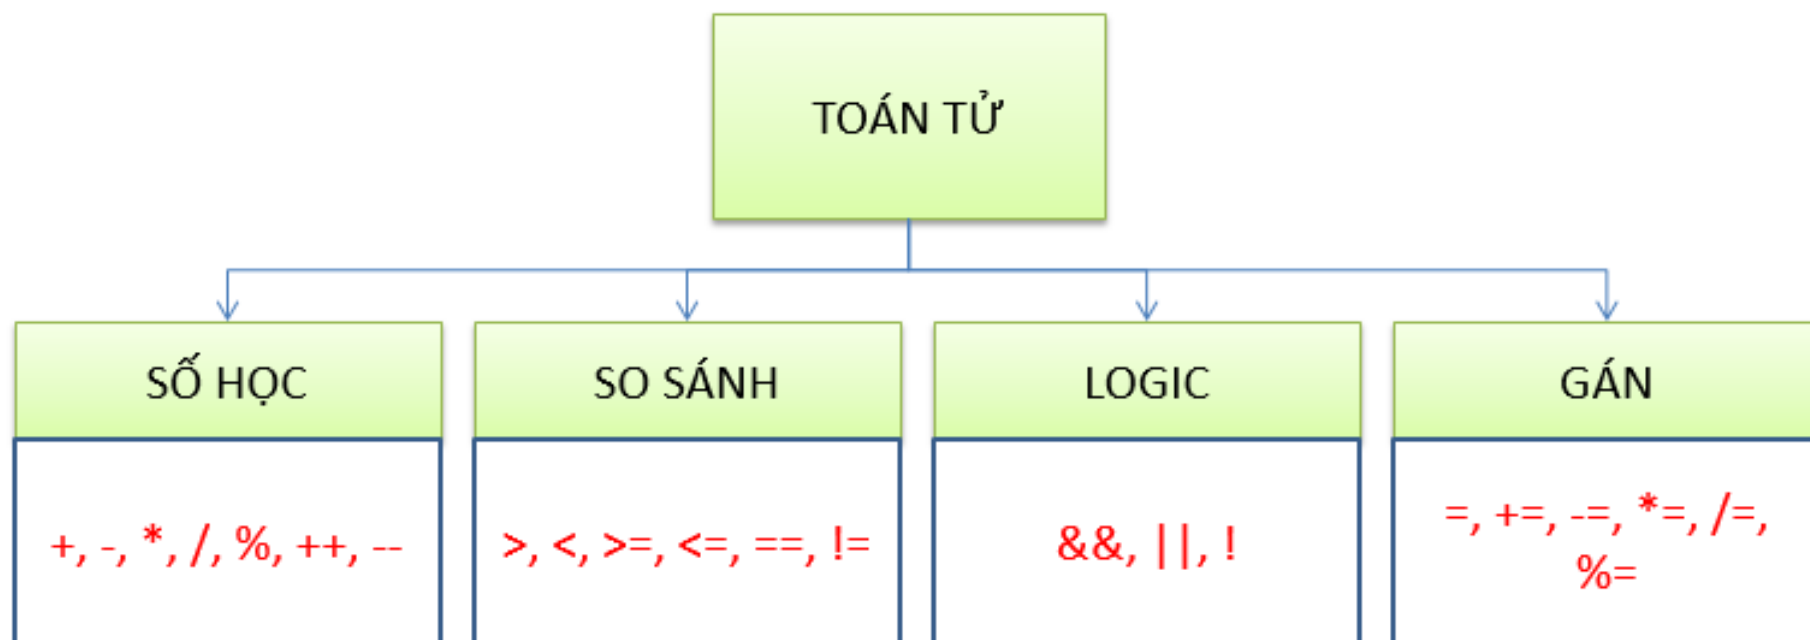 TOÁN TỬ
SỐ HỌC
SO SÁNH
LOGIC
GÁN
+, -, *, /, %, ++, --
>, <, >=, <=, ==, !=
&&, ||, !
=, +=, -=, *=, /=,
%=